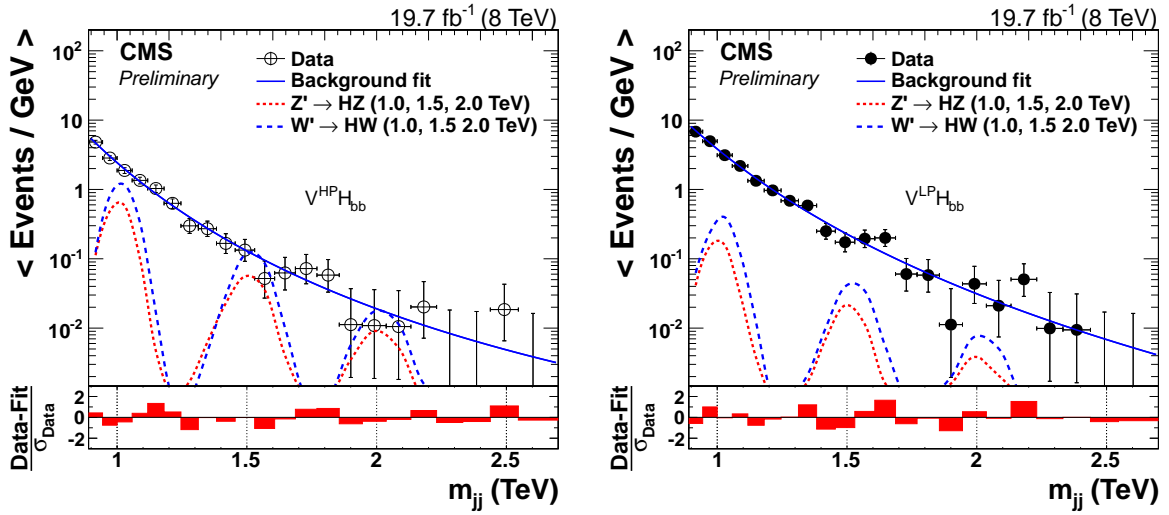 19.7 fb⁻¹ (8 TeV)
CMS
Preliminary
Data
Background fit
Z' → HZ (1.0, 1.5, 2.0 TeV)
W' → HW (1.0, 1.5 2.0 TeV)
V^HP H_bb
< Events / GeV >
10²
10
1
10⁻¹
10⁻²
Data-Fit
σ_Data
2
0
-2
1
1.5
2
2.5
m_jj (TeV)
19.7 fb⁻¹ (8 TeV)
CMS
Preliminary
Data
Background fit
Z' → HZ (1.0, 1.5, 2.0 TeV)
W' → HW (1.0, 1.5 2.0 TeV)
V^LP H_bb
< Events / GeV >
10²
10
1
10⁻¹
10⁻²
Data-Fit
σ_Data
2
0
-2
1
1.5
2
2.5
m_jj (TeV)